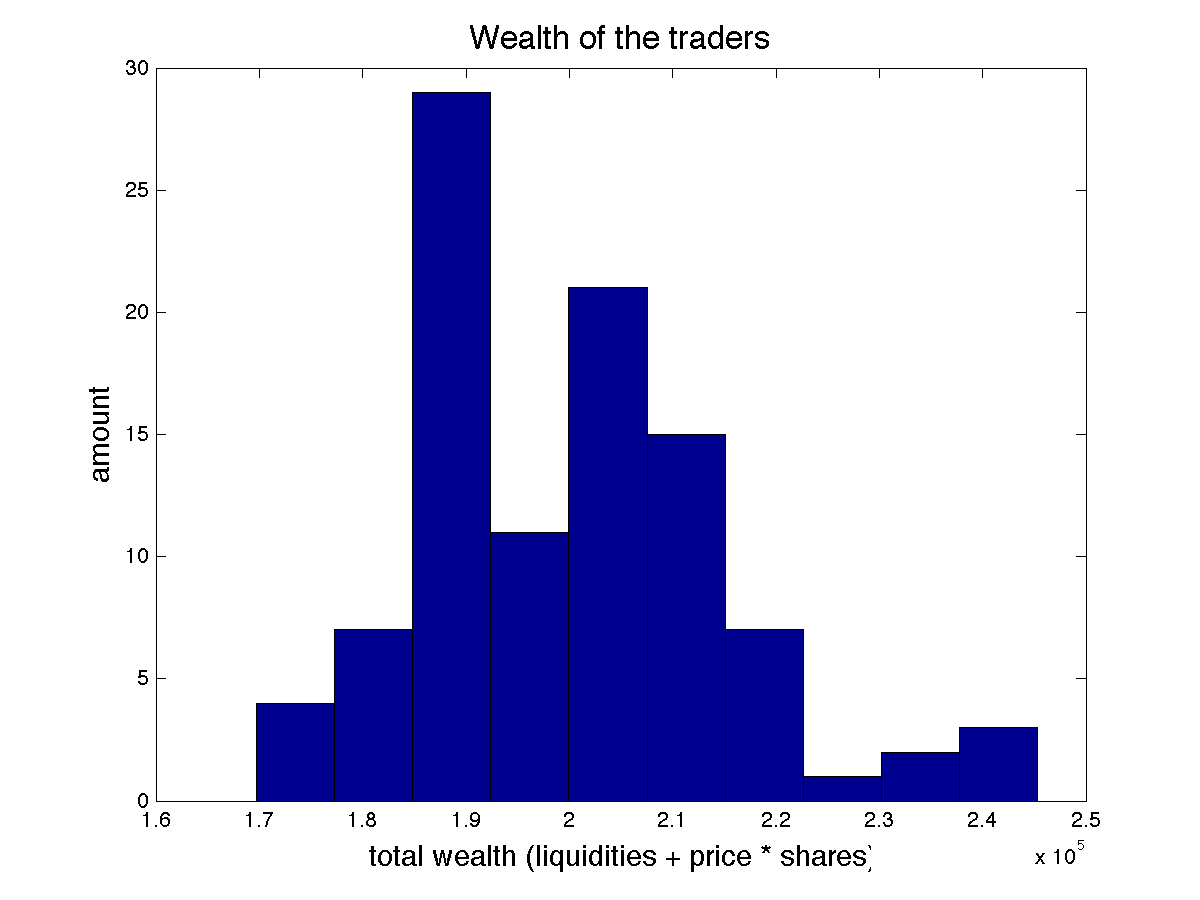 Wealth of the traders
30
25
20
15
10
5
0
amount
1.6 1.7 1.8 1.9 2 2.1 2.2 2.3 2.4 2.5
total wealth (liquidities + price * shares)
x 10^5